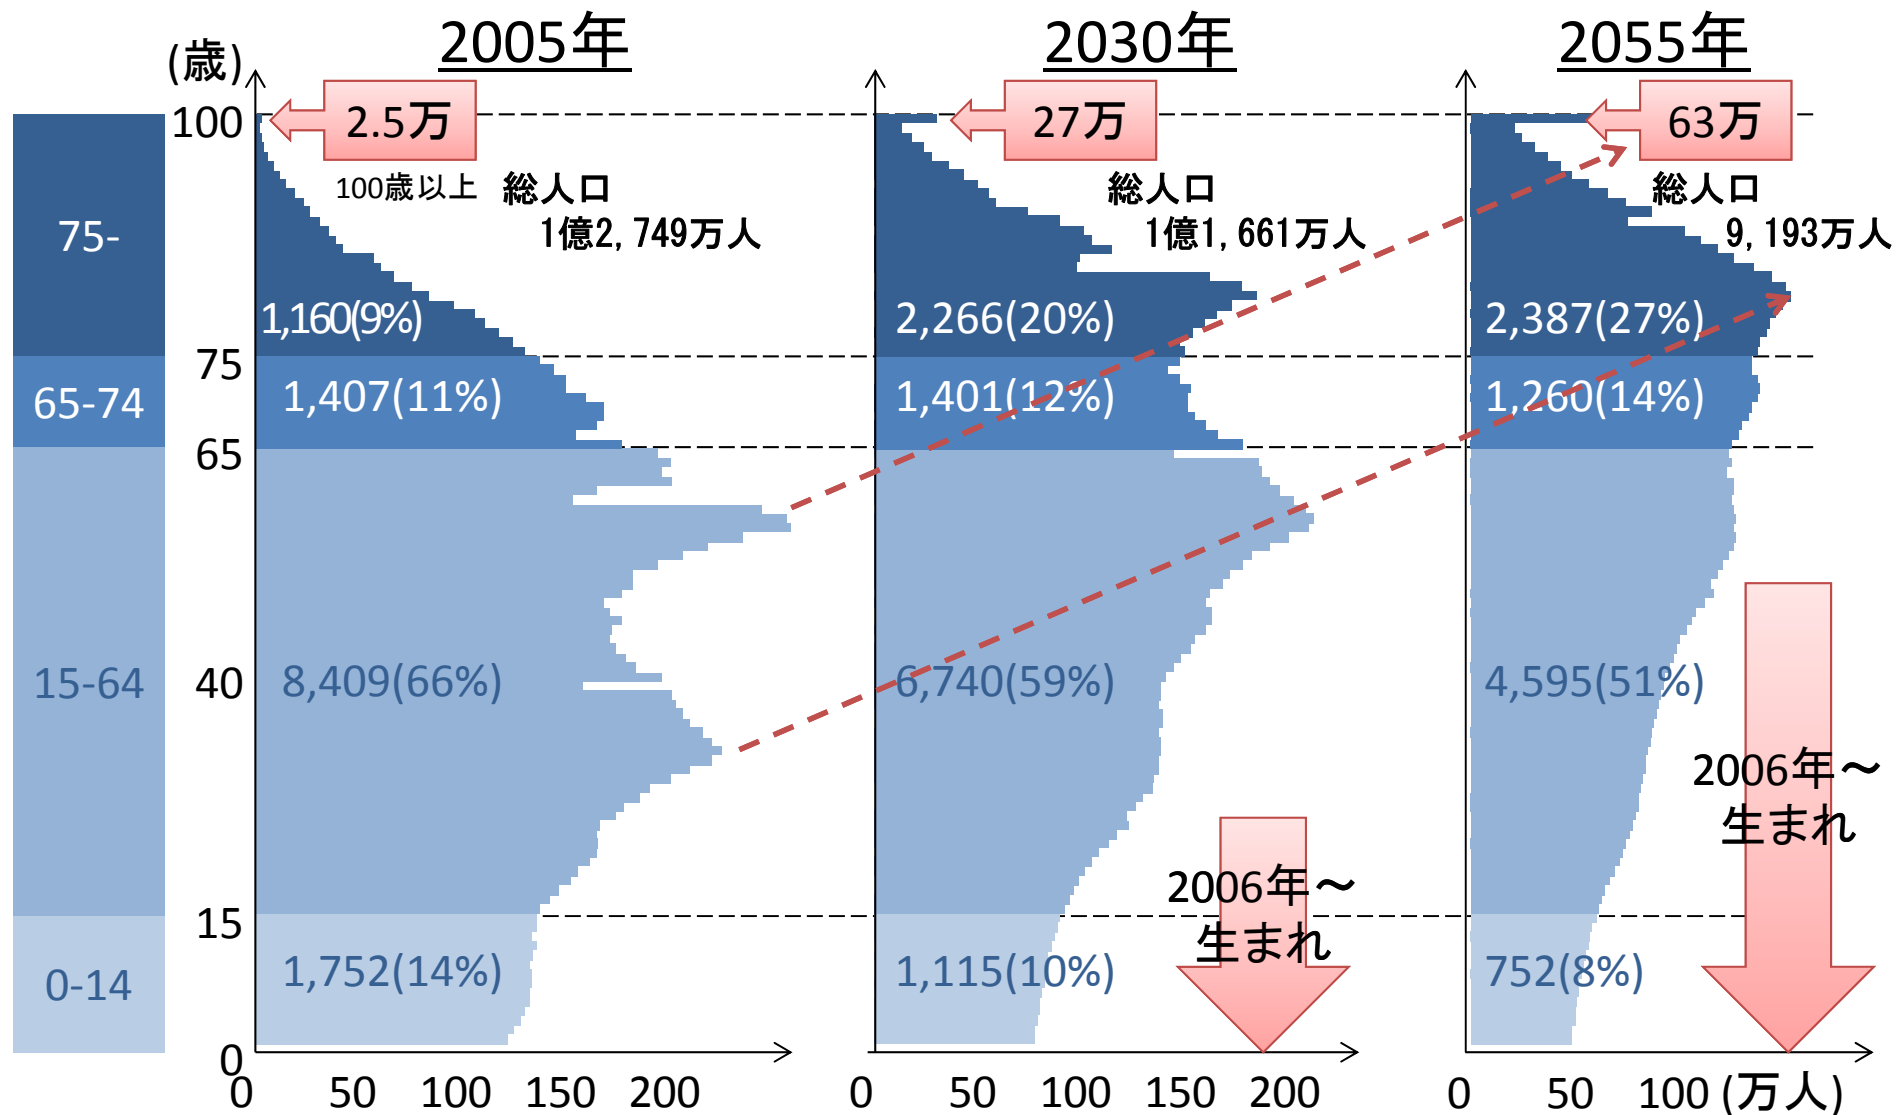 2005年
2030年
2055年
(歳)
100
75
65
40
15
0
75-
65-74
15-64
0-14
2.5万
100歳以上
総人口
1億2,749万人
1,160(9%)
1,407(11%)
8,409(66%)
1,752(14%)
27万
総人口
1億1,661万人
2,266(20%)
1,401(12%)
6,740(59%)
1,115(10%)
2006年～
生まれ
63万
総人口
9,193万人
2,387(27%)
1,260(14%)
4,595(51%)
752(8%)
2006年～
生まれ
0 50 100 150 200
0 50 100 150 200
0 50 100 (万人)